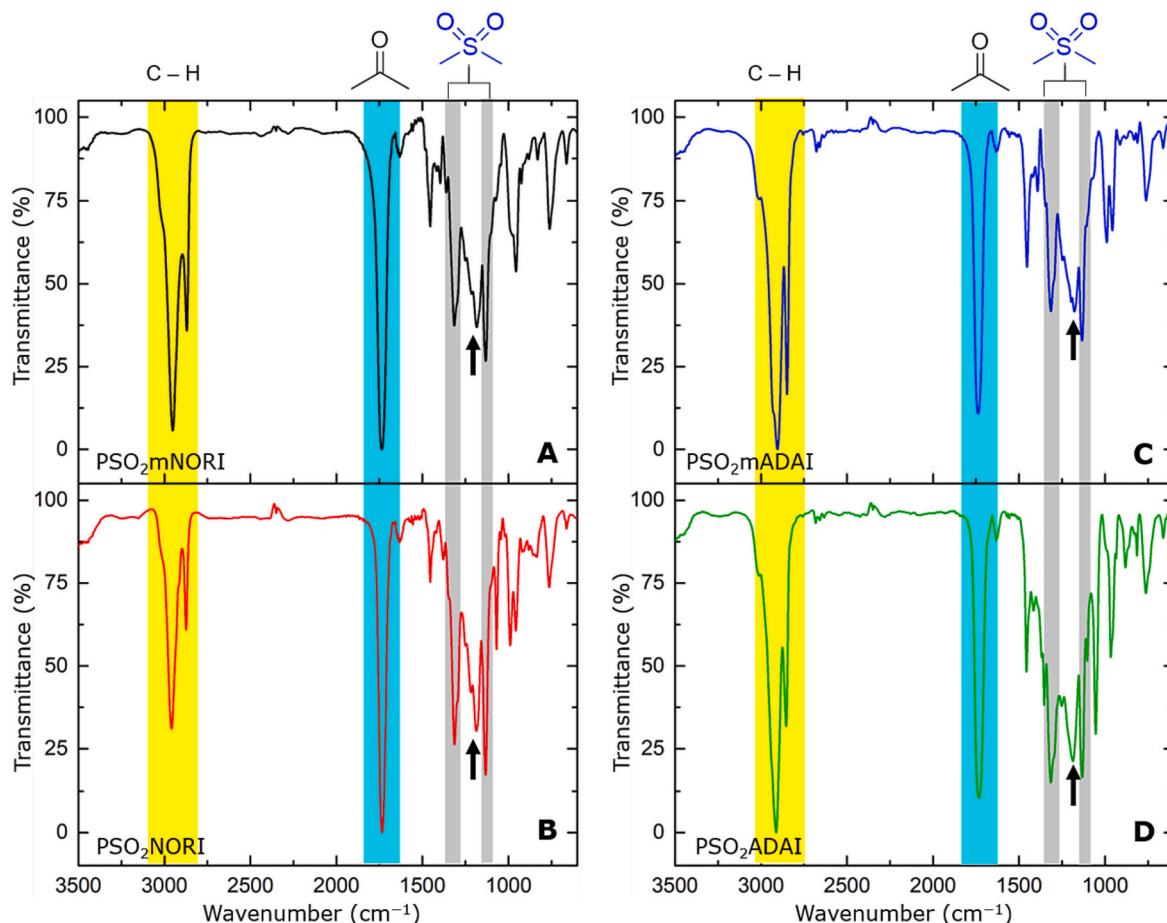 C – H
O
O
O
S
C – H
O
O
O
S
Transmittance (%)
100
75
50
25
0
PSO₂mNORI
A
Transmittance (%)
100
75
50
25
0
PSO₂mADAI
C
Transmittance (%)
100
75
50
25
0
PSO₂NORI
B
3500 3000 2500 2000 1500 1000
Wavenumber (cm⁻¹)
Transmittance (%)
100
75
50
25
0
PSO₂ADAI
D
3500 3000 2500 2000 1500 1000
Wavenumber (cm⁻¹)